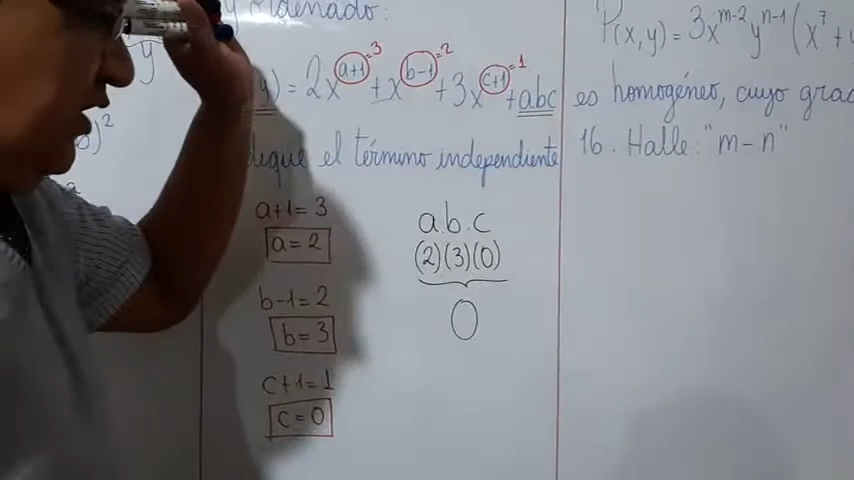 y ordenado:
y) = 2x^{a+1}=3 + x^{b-1}=2 + 3x^{c+1}=1 + abc
el término independiente
a+1 = 3
a = 2
b-1 = 2
b = 3
c+1 = 1
c = 0
a.b.c
(2)(3)(0)
0
P(x,y) = 3x^{m-2}y^{n-1}(x^7 + y
es homogéneo, cuyo grad
16. Halle: "m-n"